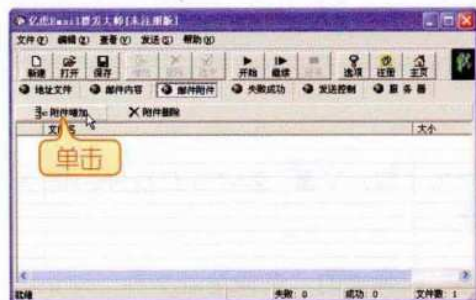 亿虎Email群发大师[未注册版]
文件(F) 编辑(E) 查看(V) 发送(S) 帮助(H)
新建 打开 保存 开始 继续 选项 注册 主页
地址文件 邮件内容 邮件附件 失败成功 发送控制 服务器
附件增加 附件删除
大小
单击
就绪 失败: 0 成功: 0 文件数: 1